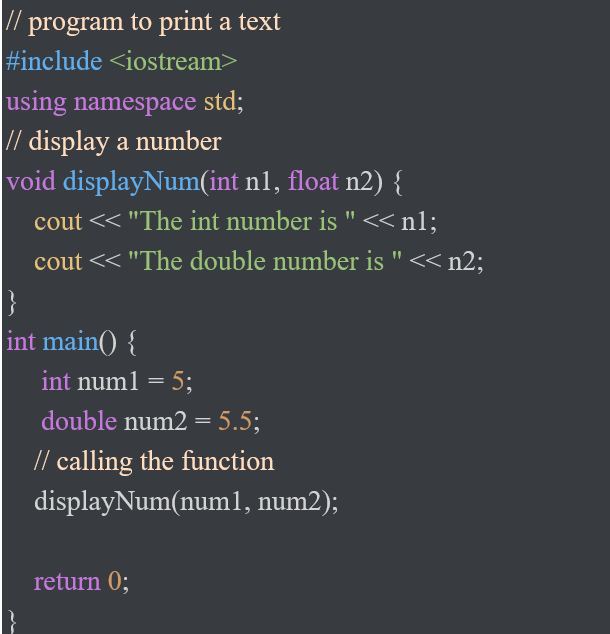 // program to print a text
#include <iostream>
using namespace std;
// display a number
void displayNum(int n1, float n2) {
    cout << "The int number is " << n1;
    cout << "The double number is " << n2;
}
int main() {
     int num1 = 5;
     double num2 = 5.5;
    // calling the function
    displayNum(num1, num2);

    return 0;
}